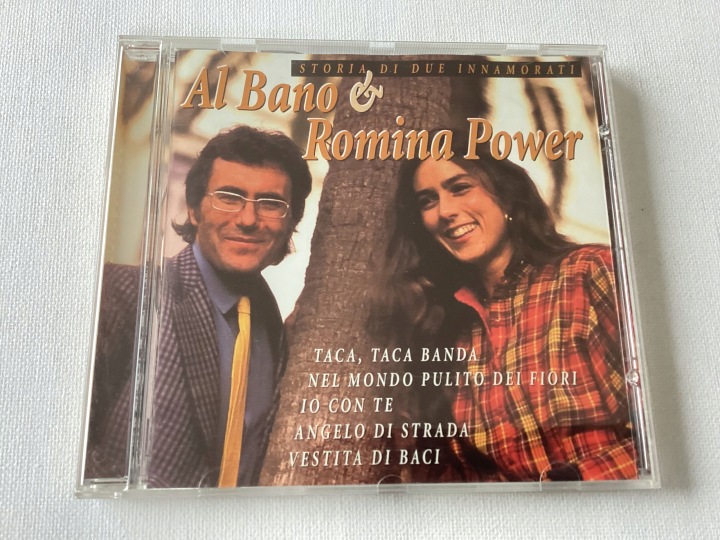 STORIA DI DUE INNAMORATI
Al Bano &
Romina Power
TACA, TACA BANDA
NEL MONDO PULITO DEI FIORI
IO CON TE
ANGELO DI STRADA
VESTITA DI BACI